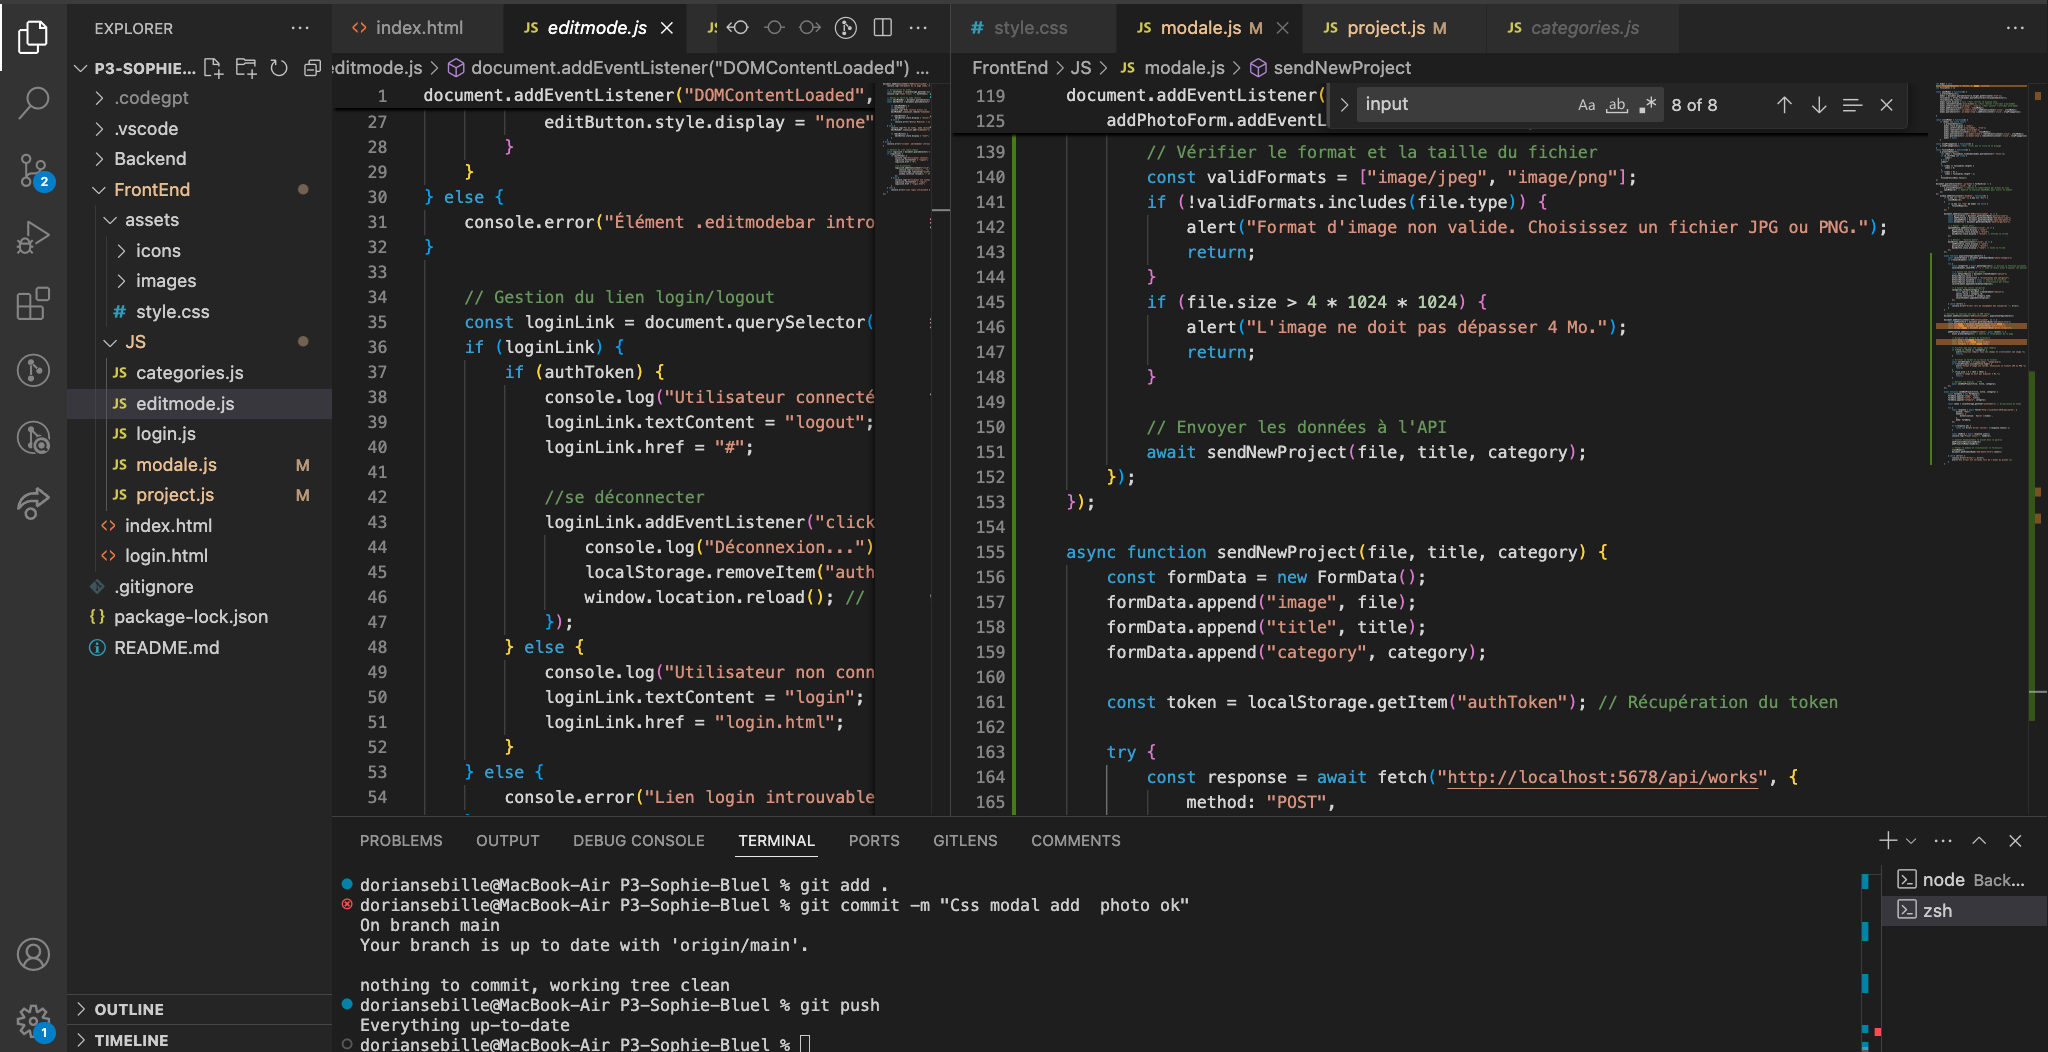 EXPLORER
P3-SOPHIE...
.codegpt
.vscode
Backend
FrontEnd
assets
icons
images
# style.css
JS
JS categories.js
JS editmode.js
JS login.js
JS modale.js M
JS project.js M
<> index.html
<> login.html
.gitignore
{} package-lock.json
README.md
OUTLINE
TIMELINE
2
1
<> index.html
JS editmode.js
editmode.js > document.addEventListener("DOMContentLoaded") ...
1 document.addEventListener("DOMContentLoaded",
27 editButton.style.display = "none"
28 }
29 }
30 } else {
31 console.error("Élément .editmodebar intro
32 }
33
34 // Gestion du lien login/logout
35 const loginLink = document.querySelector(
36 if (loginLink) {
37 if (authToken) {
38 console.log("Utilisateur connecté
39 loginLink.textContent = "logout";
40 loginLink.href = "#";
41
42 //se déconnecter
43 loginLink.addEventListener("click
44 console.log("Déconnexion...")
45 localStorage.removeItem("auth
46 window.location.reload(); //
47 });
48 } else {
49 console.log("Utilisateur non conn
50 loginLink.textContent = "login";
51 loginLink.href = "login.html";
52 }
53 } else {
54 console.error("Lien login introuvable
# style.css
JS modale.js M
JS project.js M
JS categories.js
FrontEnd > JS > JS modale.js > sendNewProject
input Aa ab .* 8 of 8
119 document.addEventListener(
125 addPhotoForm.addEventL
139 // Vérifier le format et la taille du fichier
140 const validFormats = ["image/jpeg", "image/png"];
141 if (!validFormats.includes(file.type)) {
142 alert("Format d'image non valide. Choisissez un fichier JPG ou PNG.");
143 return;
144 }
145 if (file.size > 4 * 1024 * 1024) {
146 alert("L'image ne doit pas dépasser 4 Mo.");
147 return;
148 }
149
150 // Envoyer les données à l'API
151 await sendNewProject(file, title, category);
152 });
153 });
154
155 async function sendNewProject(file, title, category) {
156 const formData = new FormData();
157 formData.append("image", file);
158 formData.append("title", title);
159 formData.append("category", category);
160
161 const token = localStorage.getItem("authToken"); // Récupération du token
162
163 try {
164 const response = await fetch("http://localhost:5678/api/works", {
165 method: "POST",
PROBLEMS OUTPUT DEBUG CONSOLE TERMINAL PORTS GITLENS COMMENTS
doriansebille@MacBook-Air P3-Sophie-Bluel % git add .
doriansebille@MacBook-Air P3-Sophie-Bluel % git commit -m "Css modal add  photo ok"
On branch main
Your branch is up to date with 'origin/main'.
nothing to commit, working tree clean
doriansebille@MacBook-Air P3-Sophie-Bluel % git push
Everything up-to-date
doriansebille@MacBook-Air P3-Sophie-Bluel %
node Back...
zsh